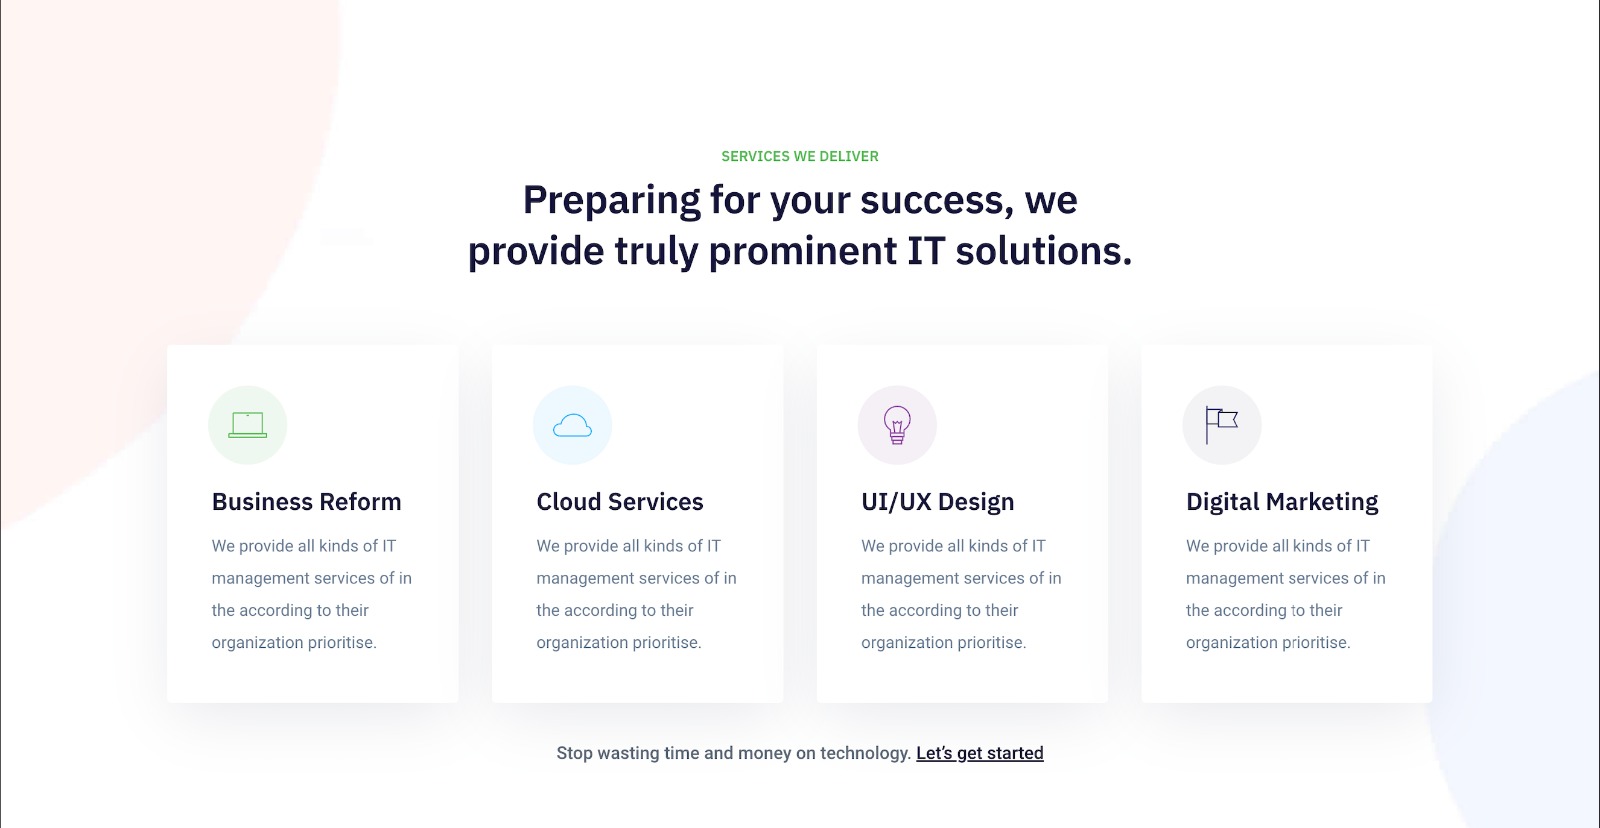 SERVICES WE DELIVER
Preparing for your success, we
provide truly prominent IT solutions.
Business Reform
We provide all kinds of IT
management services of in
the according to their
organization prioritise.
Cloud Services
We provide all kinds of IT
management services of in
the according to their
organization prioritise.
UI/UX Design
We provide all kinds of IT
management services of in
the according to their
organization prioritise.
Digital Marketing
We provide all kinds of IT
management services of in
the according to their
organization prioritise.
Stop wasting time and money on technology. Let’s get started